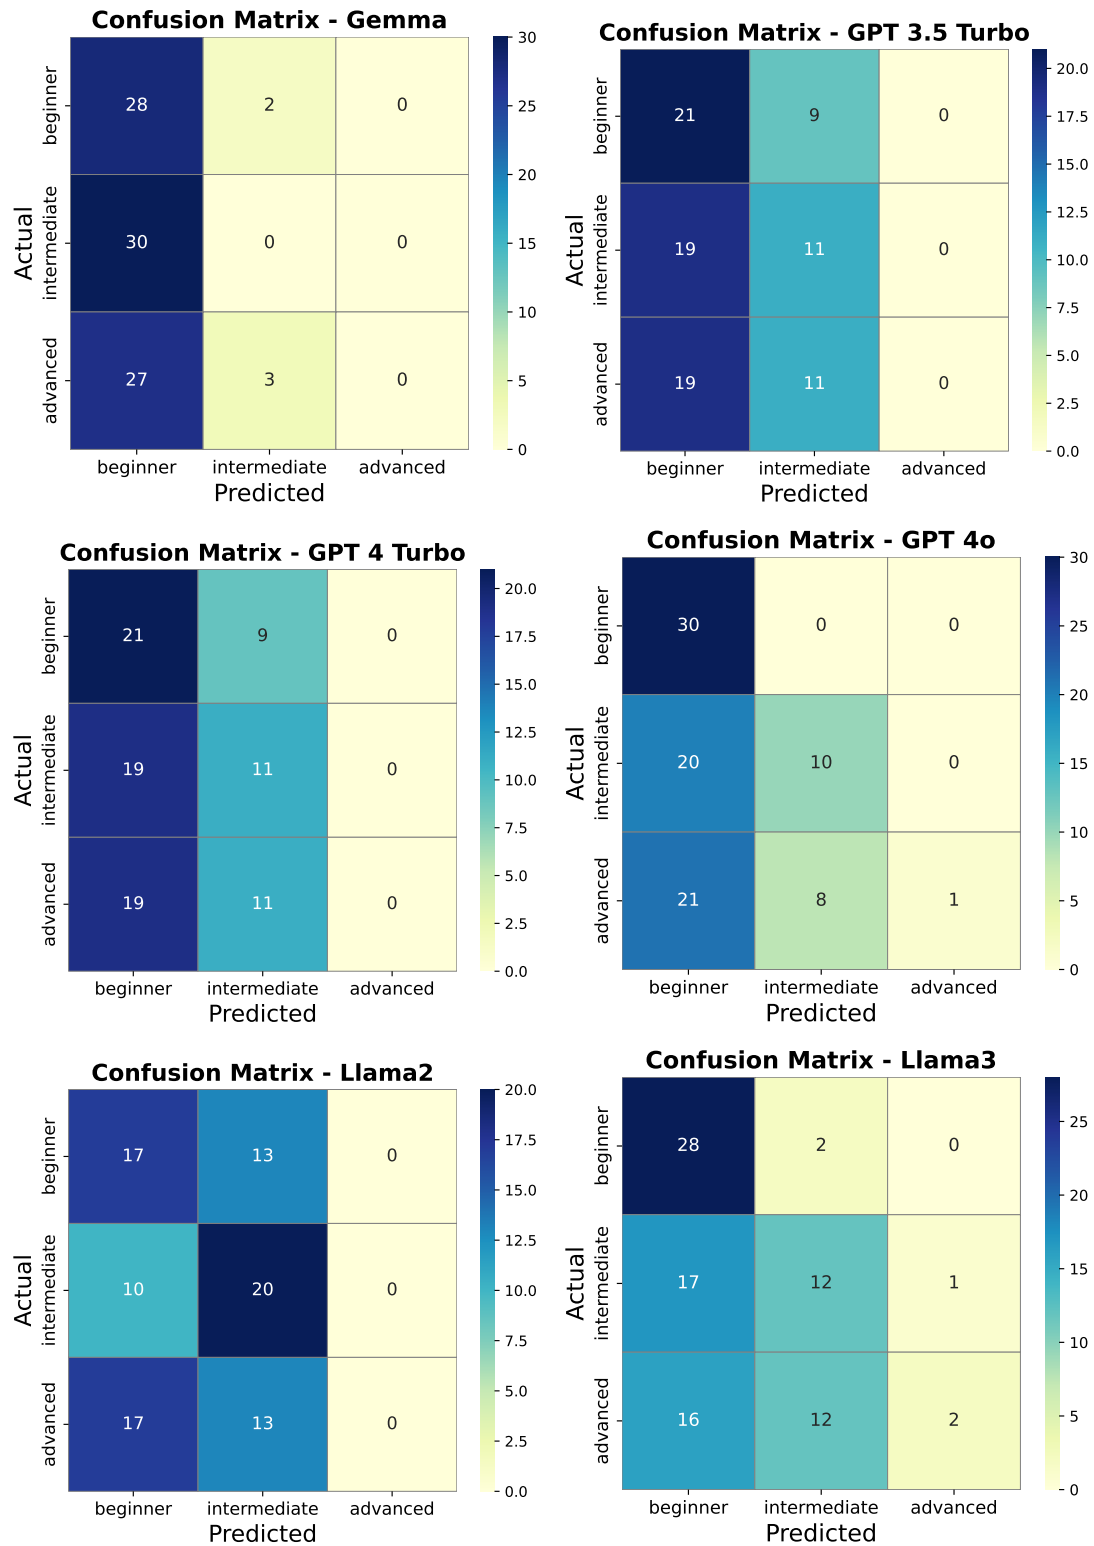 Confusion Matrix - Gemma
30
25
20
15
10
5
0
Actual
beginner
28 2 0
intermediate
30 0 0
advanced
27 3 0
beginner intermediate advanced
Predicted
Confusion Matrix - GPT 3.5 Turbo
20.0
17.5
15.0
12.5
10.0
7.5
5.0
2.5
0.0
Actual
beginner
21 9 0
intermediate
19 11 0
advanced
19 11 0
beginner intermediate advanced
Predicted
Confusion Matrix - GPT 4 Turbo
20.0
17.5
15.0
12.5
10.0
7.5
5.0
2.5
0.0
Actual
beginner
21 9 0
intermediate
19 11 0
advanced
19 11 0
beginner intermediate advanced
Predicted
Confusion Matrix - GPT 4o
30
25
20
15
10
5
0
Actual
beginner
30 0 0
intermediate
20 10 0
advanced
21 8 1
beginner intermediate advanced
Predicted
Confusion Matrix - Llama2
20.0
17.5
15.0
12.5
10.0
7.5
5.0
2.5
0.0
Actual
beginner
17 13 0
intermediate
10 20 0
advanced
17 13 0
beginner intermediate advanced
Predicted
Confusion Matrix - Llama3
25
20
15
10
5
0
Actual
beginner
28 2 0
intermediate
17 12 1
advanced
16 12 2
beginner intermediate advanced
Predicted